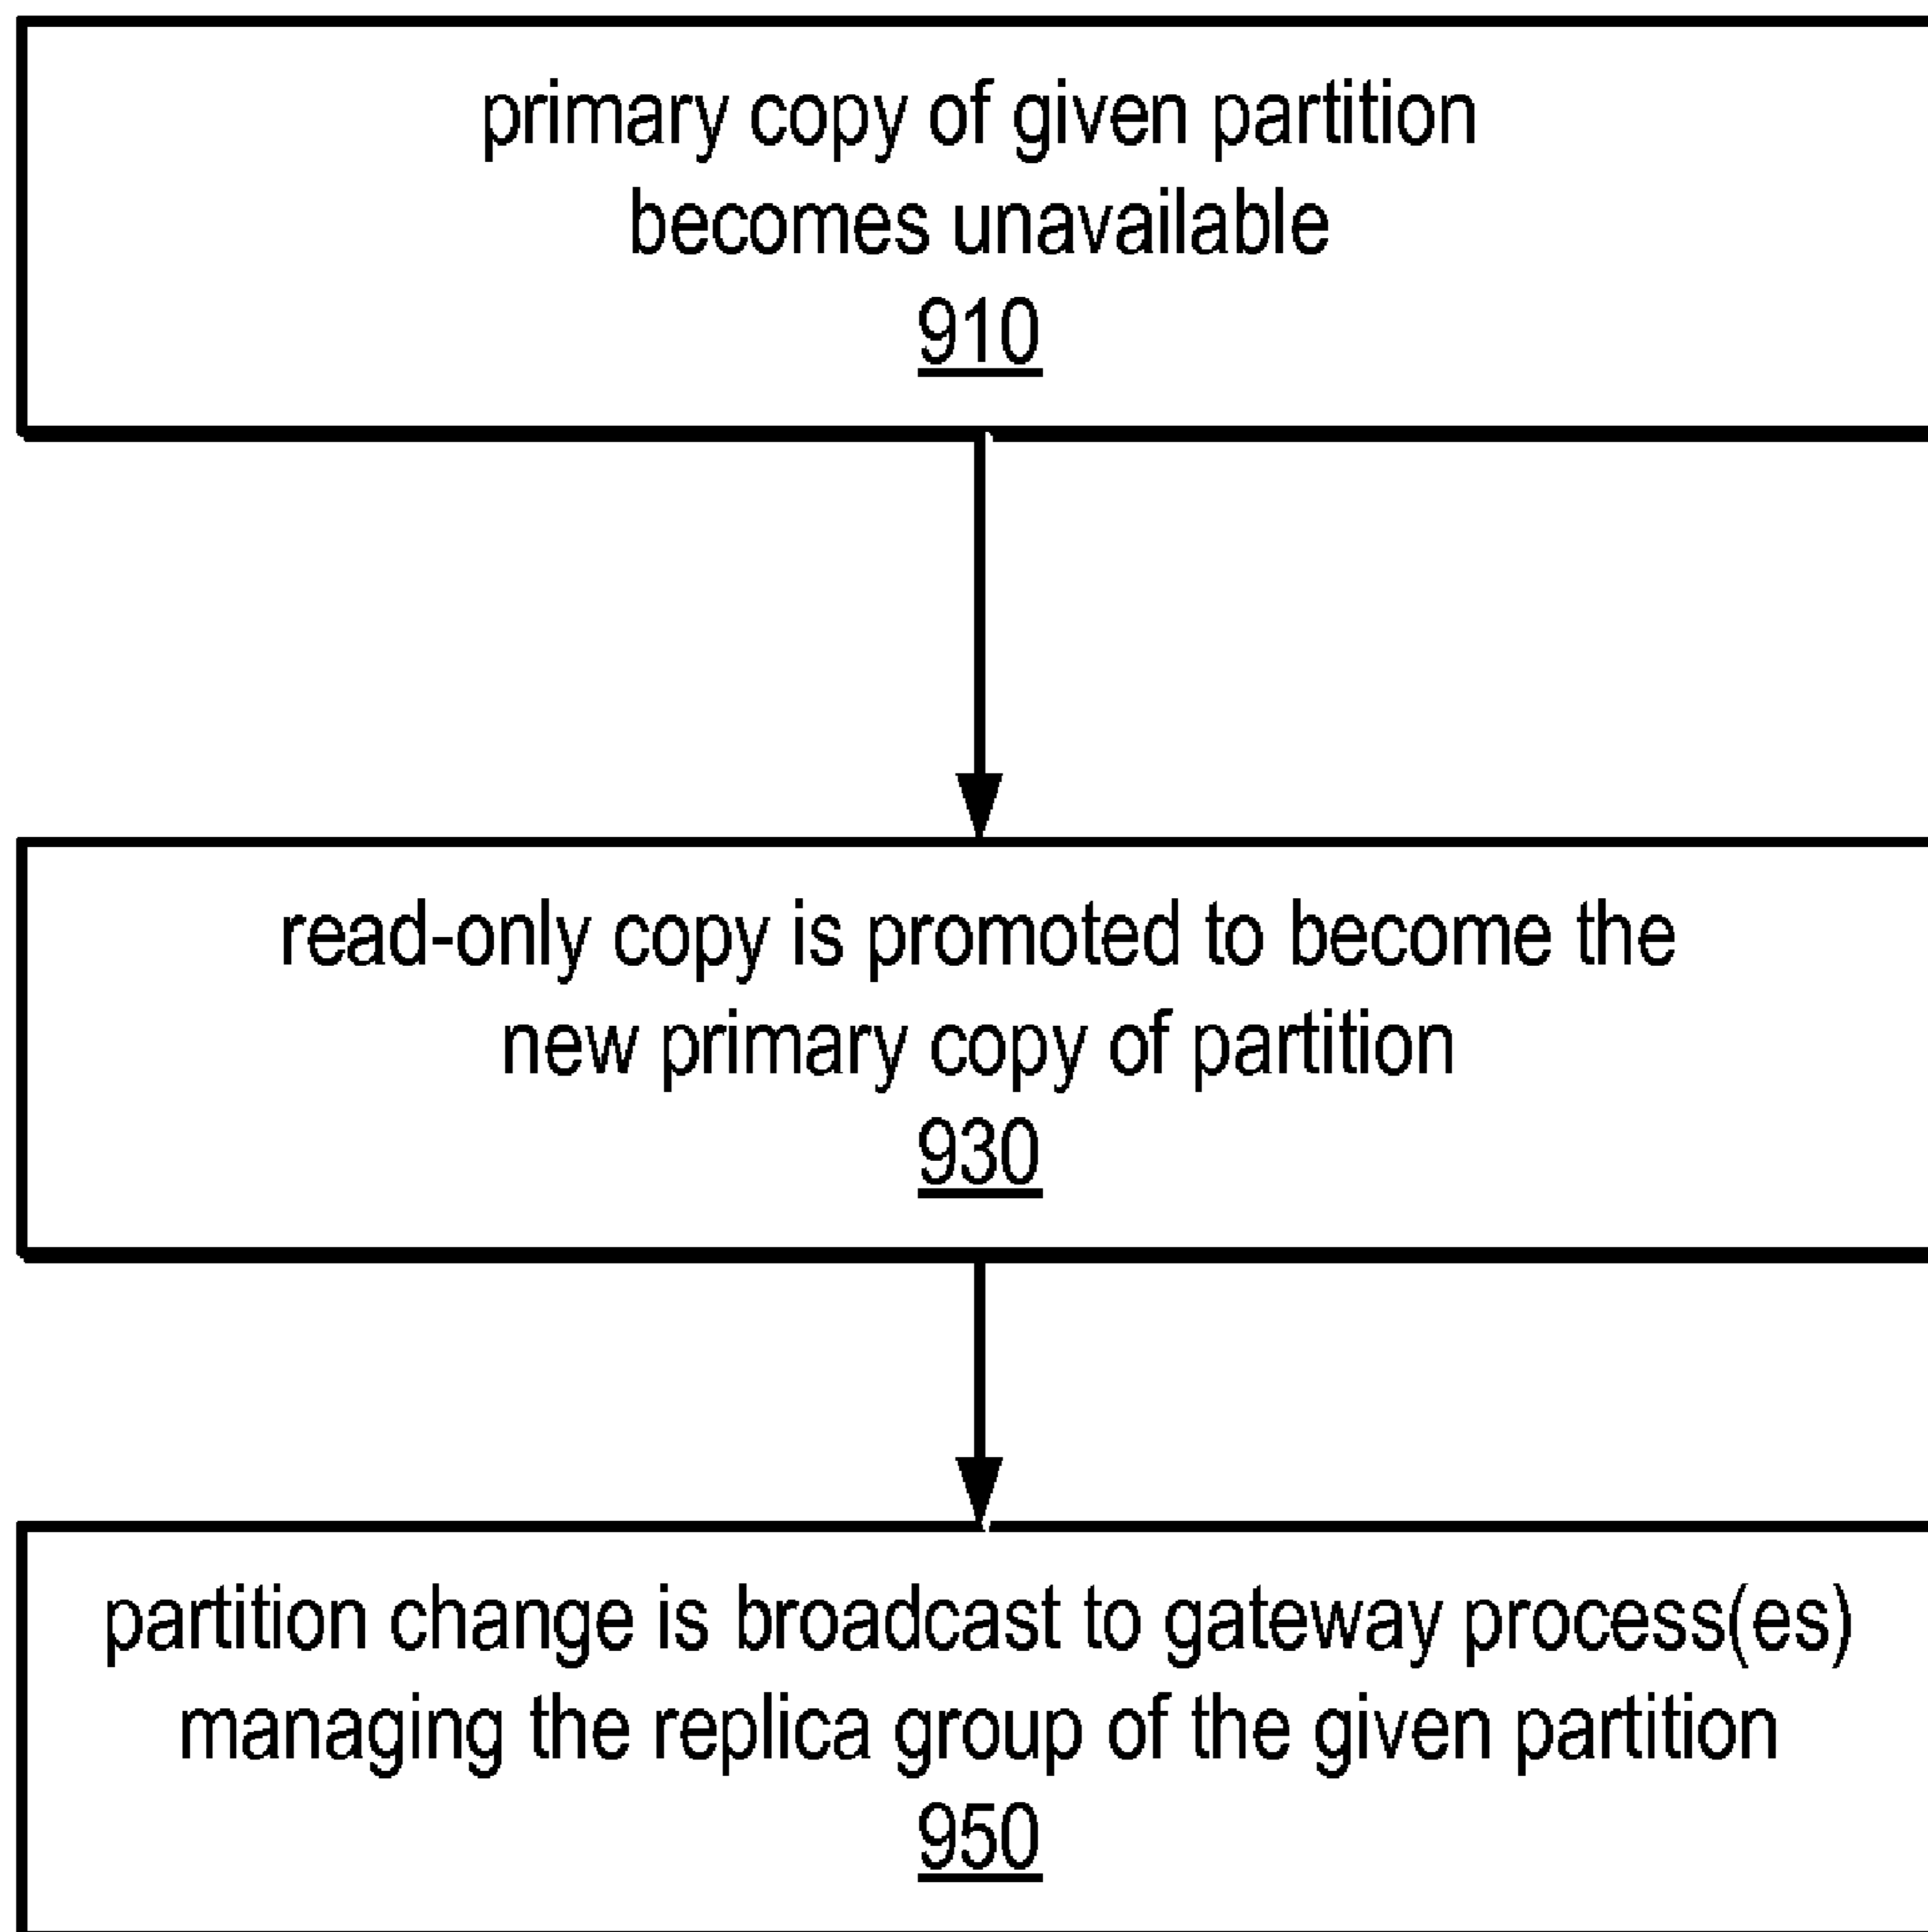 primary copy of given partition
becomes unavailable
910
read-only copy is promoted to become the
new primary copy of partition
930
partition change is broadcast to gateway process(es)
managing the replica group of the given partition
950